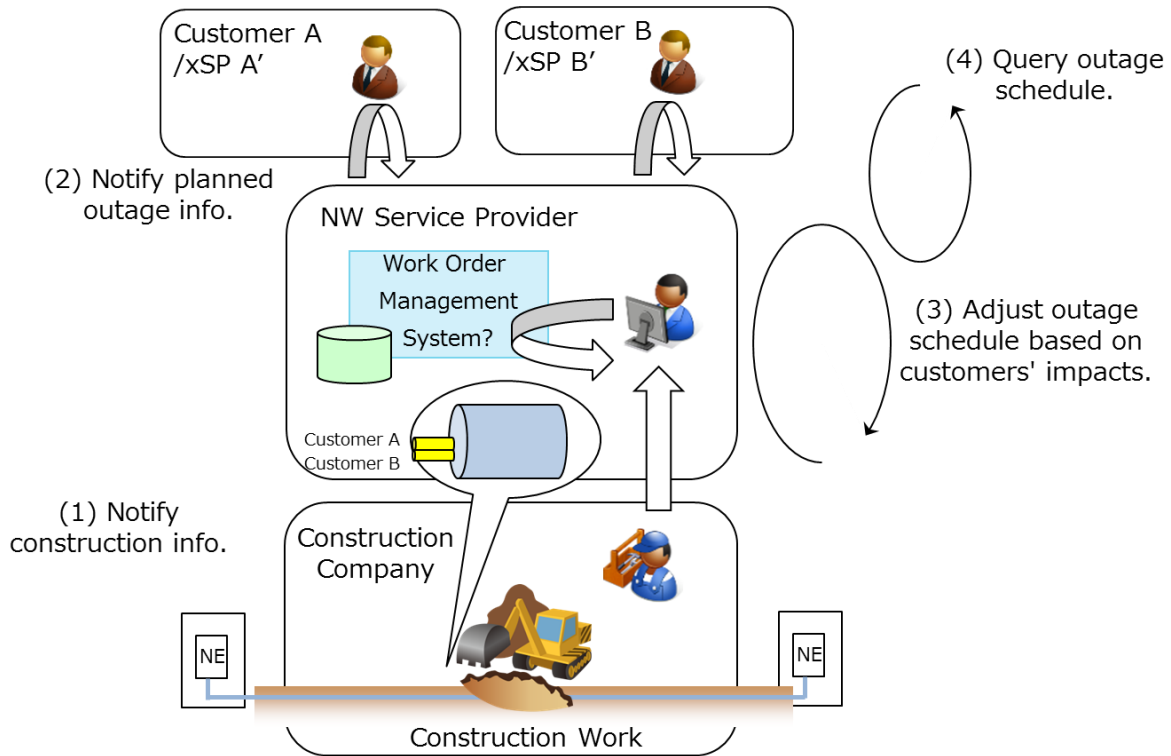 Customer A
/xSP A’
Customer B
/xSP B’
(4) Query outage
schedule.
(2) Notify planned
outage info.
NW Service Provider
Work Order
Management
System?
(3) Adjust outage
schedule based on
customers' impacts.
Customer A
Customer B
(1) Notify
construction info.
Construction
Company
NE
NE
Construction Work